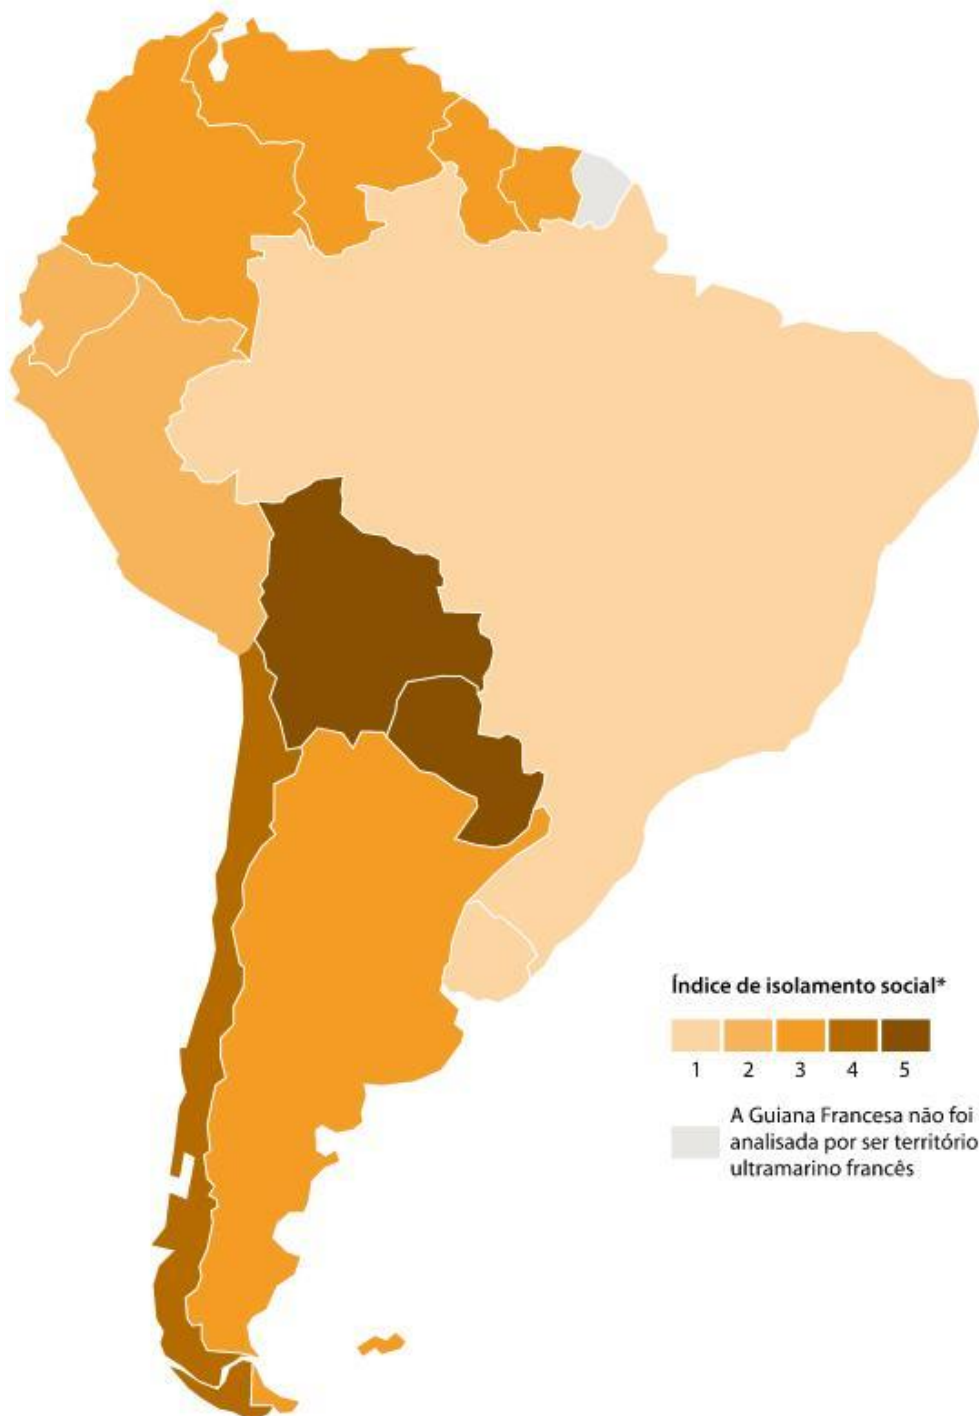 Índice de isolamento social*
1 2 3 4 5
A Guiana Francesa não foi
analisada por ser território
ultramarino francês